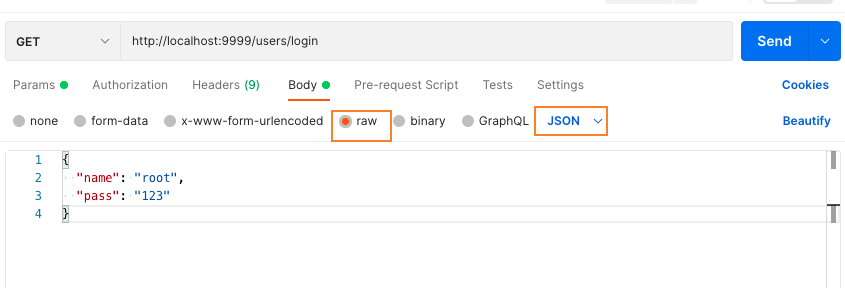 GET http://localhost:9999/users/login Send
Params Authorization Headers (9) Body Pre-request Script Tests Settings Cookies
none form-data x-www-form-urlencoded raw binary GraphQL JSON Beautify
1 {
2 "name": "root",
3 "pass": "123"
4 }